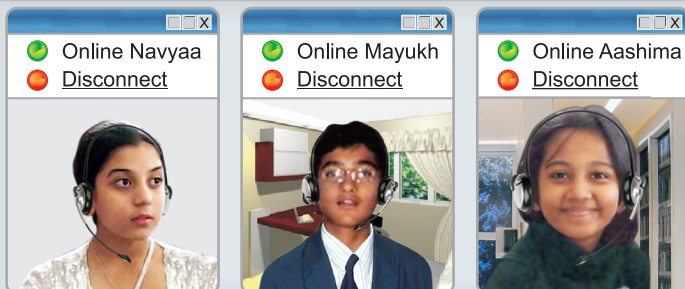 X
Online Navyaa
Disconnect
X
Online Mayukh
Disconnect
X
Online Aashima
Disconnect